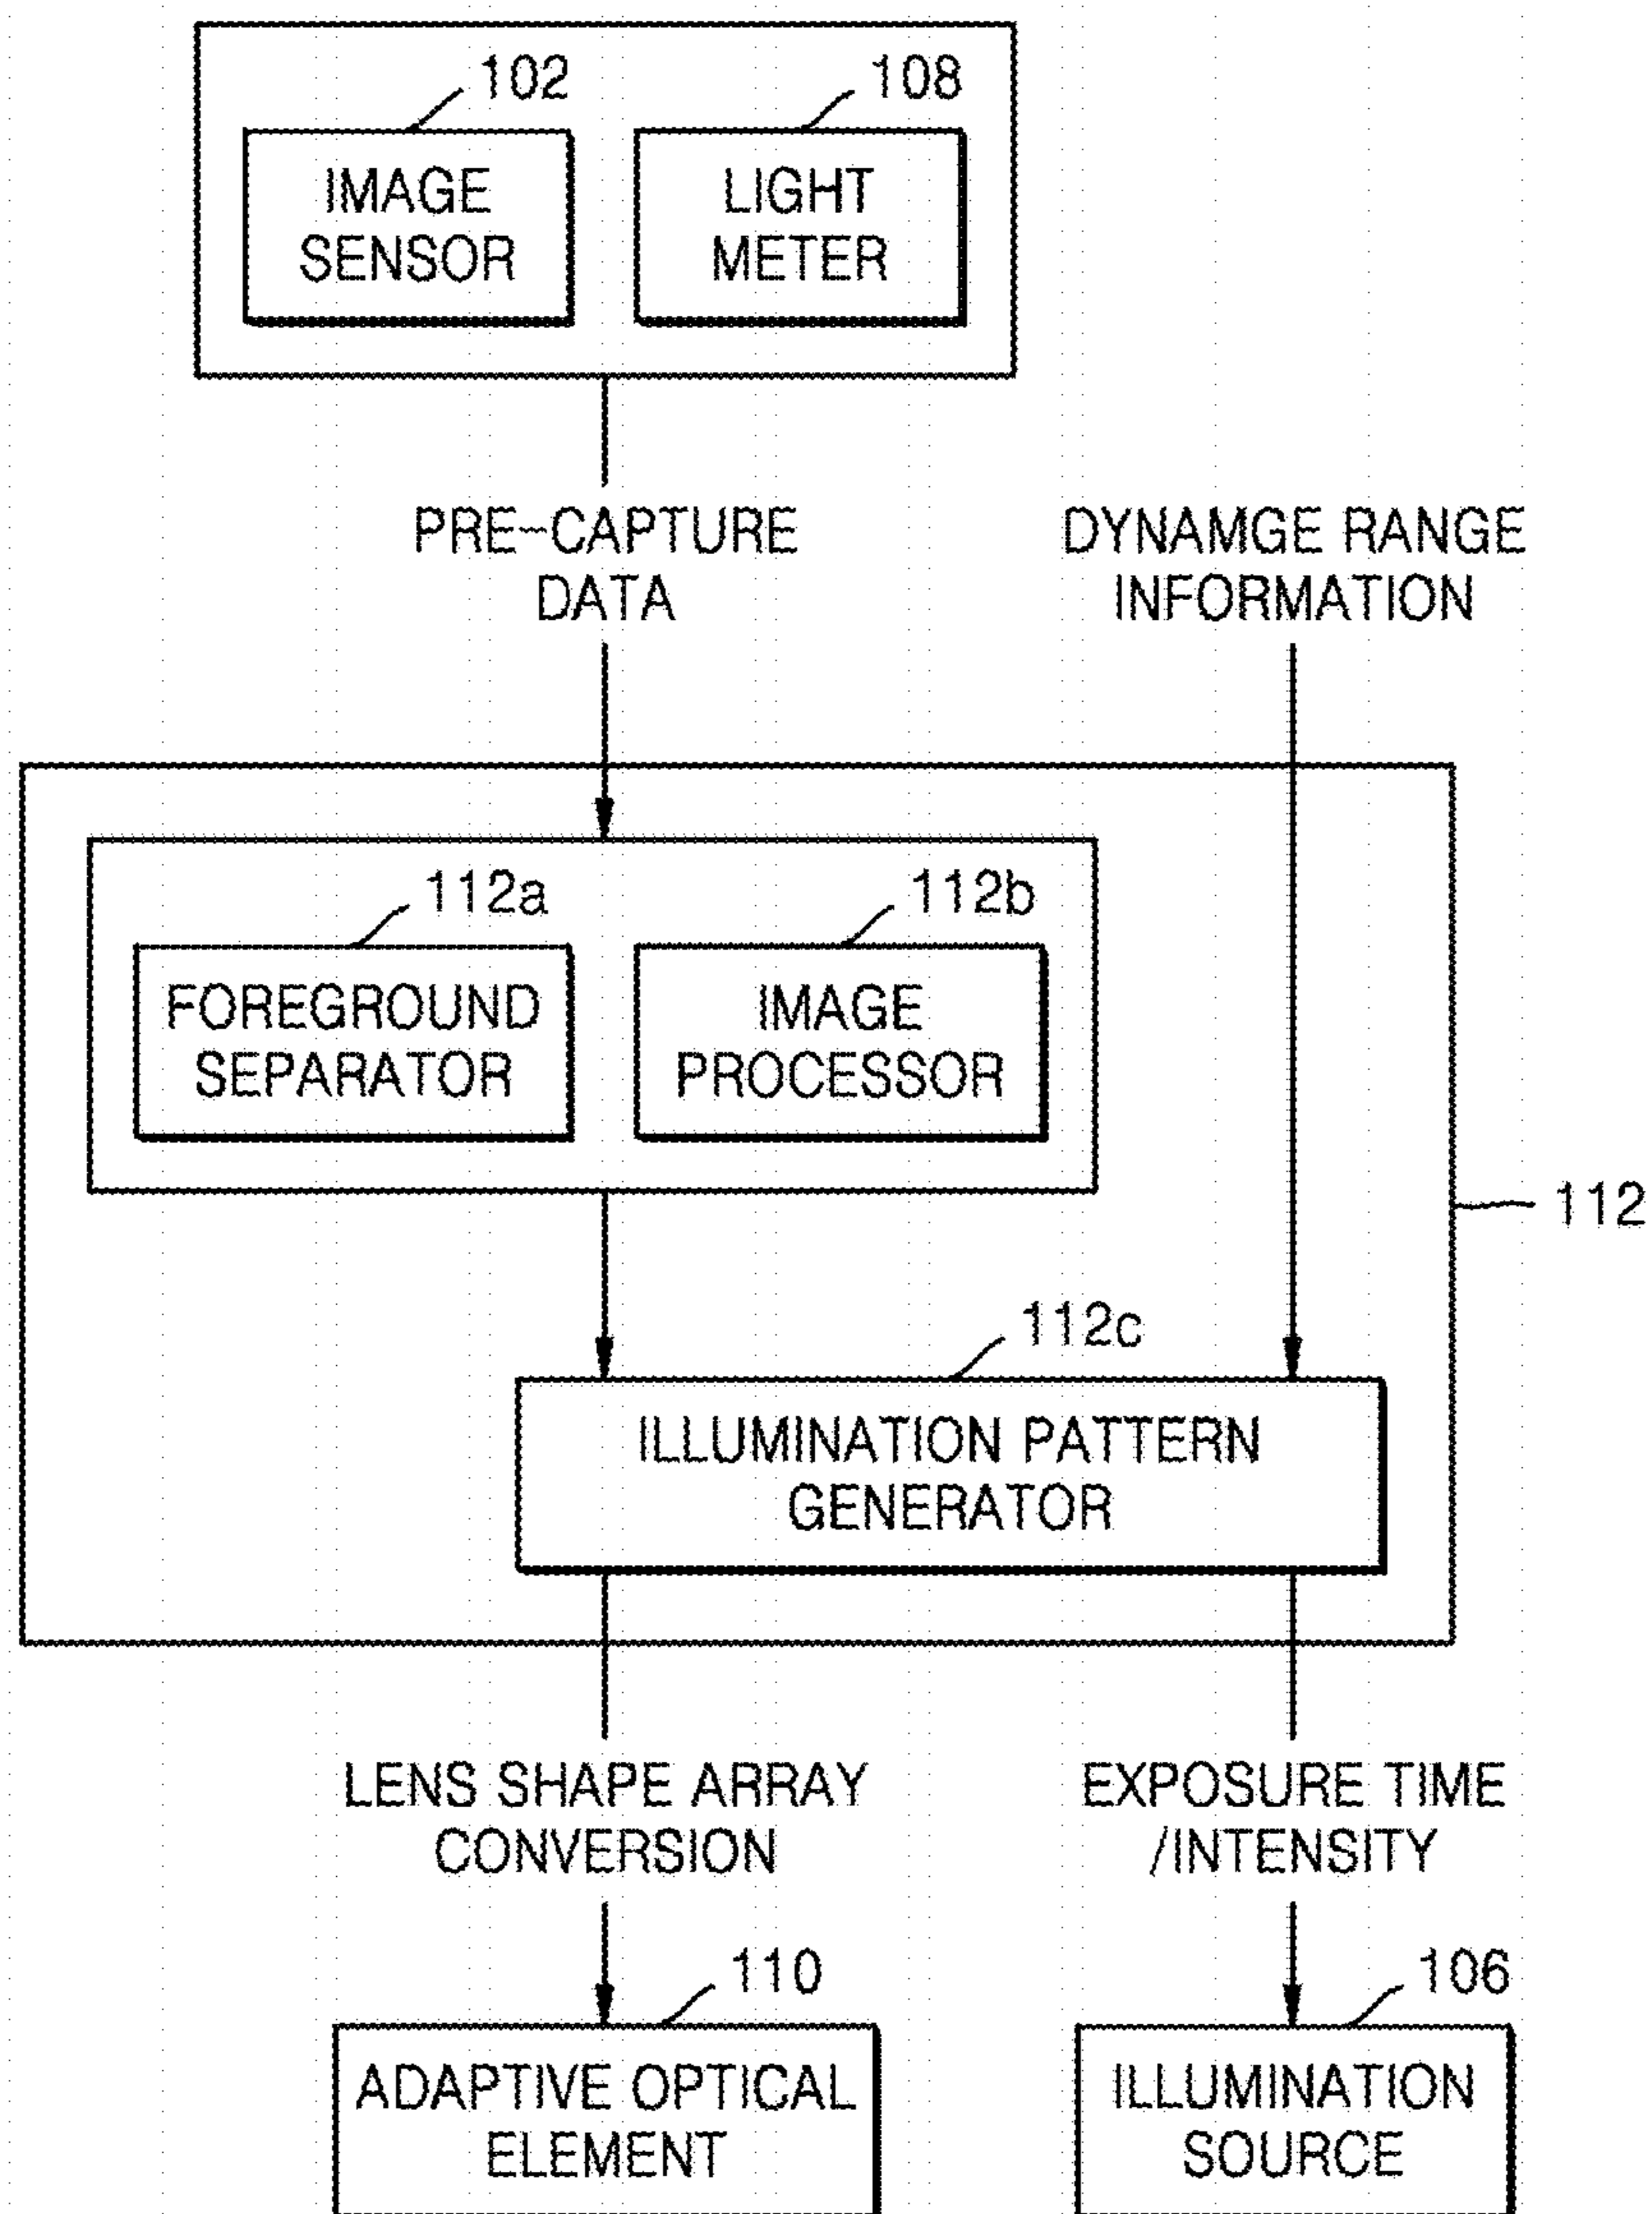 102
108
IMAGE
SENSOR
LIGHT
METER
PRE-CAPTURE
DATA
DYNAMGE RANGE
INFORMATION
112a
112b
FOREGROUND
SEPARATOR
IMAGE
PROCESSOR
112
112c
ILLUMINATION PATTERN
GENERATOR
LENS SHAPE ARRAY
CONVERSION
EXPOSURE TIME
/INTENSITY
110
106
ADAPTIVE OPTICAL
ELEMENT
ILLUMINATION
SOURCE